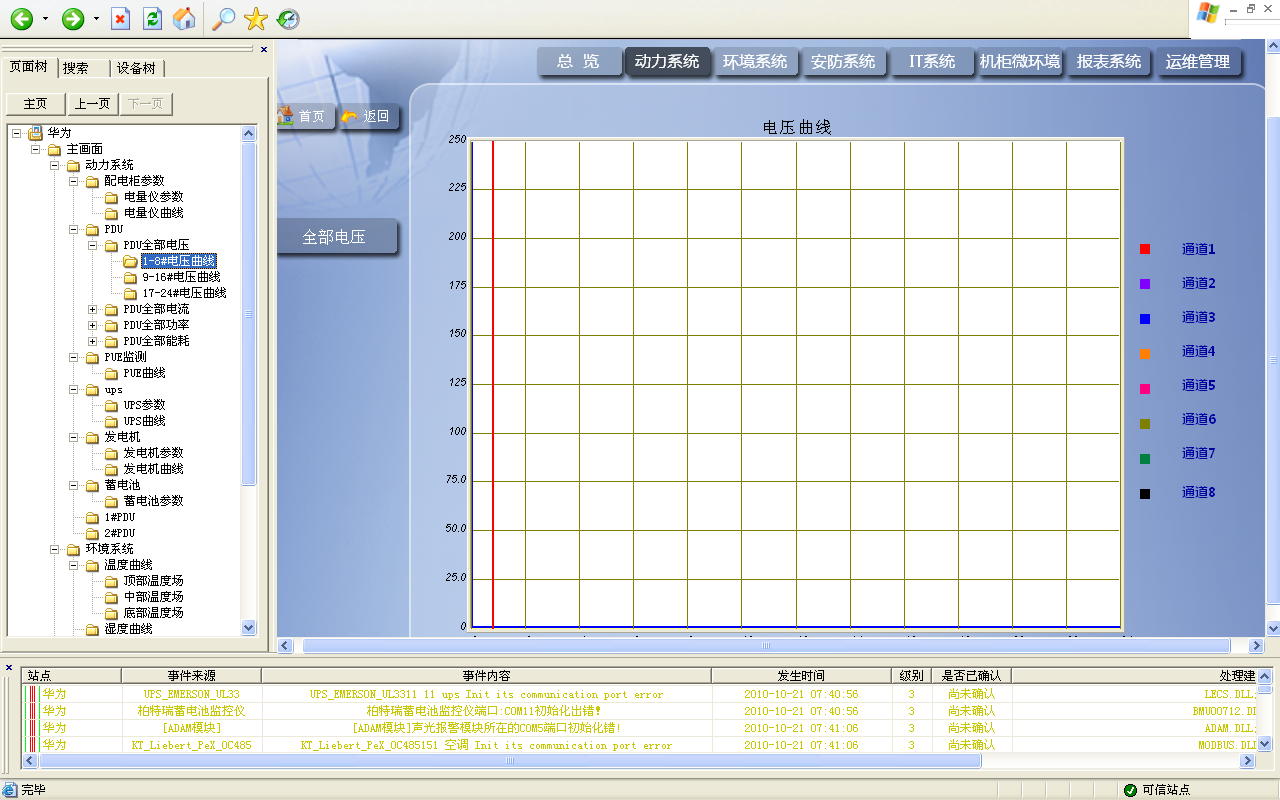 总 览
动力系统
环境系统
安防系统
IT系统
机柜微环境
报表系统
运维管理
页面树
搜索
设备树
主页
上一页
下一页
华为
主画面
动力系统
配电柜参数
电量仪参数
电量仪曲线
PDU
PDU全部电压
1-8#电压曲线
9-16#电压曲线
17-24#电压曲线
PDU全部电流
PDU全部功率
PDU全部能耗
PUE监测
PUE曲线
ups
UPS参数
UPS曲线
发电机
发电机参数
发电机曲线
蓄电池
蓄电池参数
1#PDU
2#PDU
环境系统
温度曲线
顶部温度场
中部温度场
底部温度场
湿度曲线
首页
返回
全部电压
电压曲线
250
225
200
175
150
125
100
75.0
50.0
25.0
0
通道1
通道2
通道3
通道4
通道5
通道6
通道7
通道8
站点 事件来源 事件内容 发生时间 级别 是否已确认 处理建
华为 UPS_EMERSON_UL33 UPS_EMERSON_UL3311 11 ups Init its communication port error 2010-10-21 07:40:56 3 尚未确认 LECS.DLL;
华为 柏特瑞蓄电池监控仪 柏特瑞蓄电池监控仪端口:COM11初始化出错! 2010-10-21 07:40:56 3 尚未确认 BMU00712.DI
华为 [ADAM模块] [ADAM模块]声光报警模块所在的COM5端口初始化错! 2010-10-21 07:41:06 3 尚未确认 ADAM.DLL;
华为 KT_Liebert_PeX_OC485 KT_Liebert_PeX_OC485151 空调 Init its communication port error 2010-10-21 07:41:06 3 尚未确认 MODBUS.DLI
完毕
可信站点